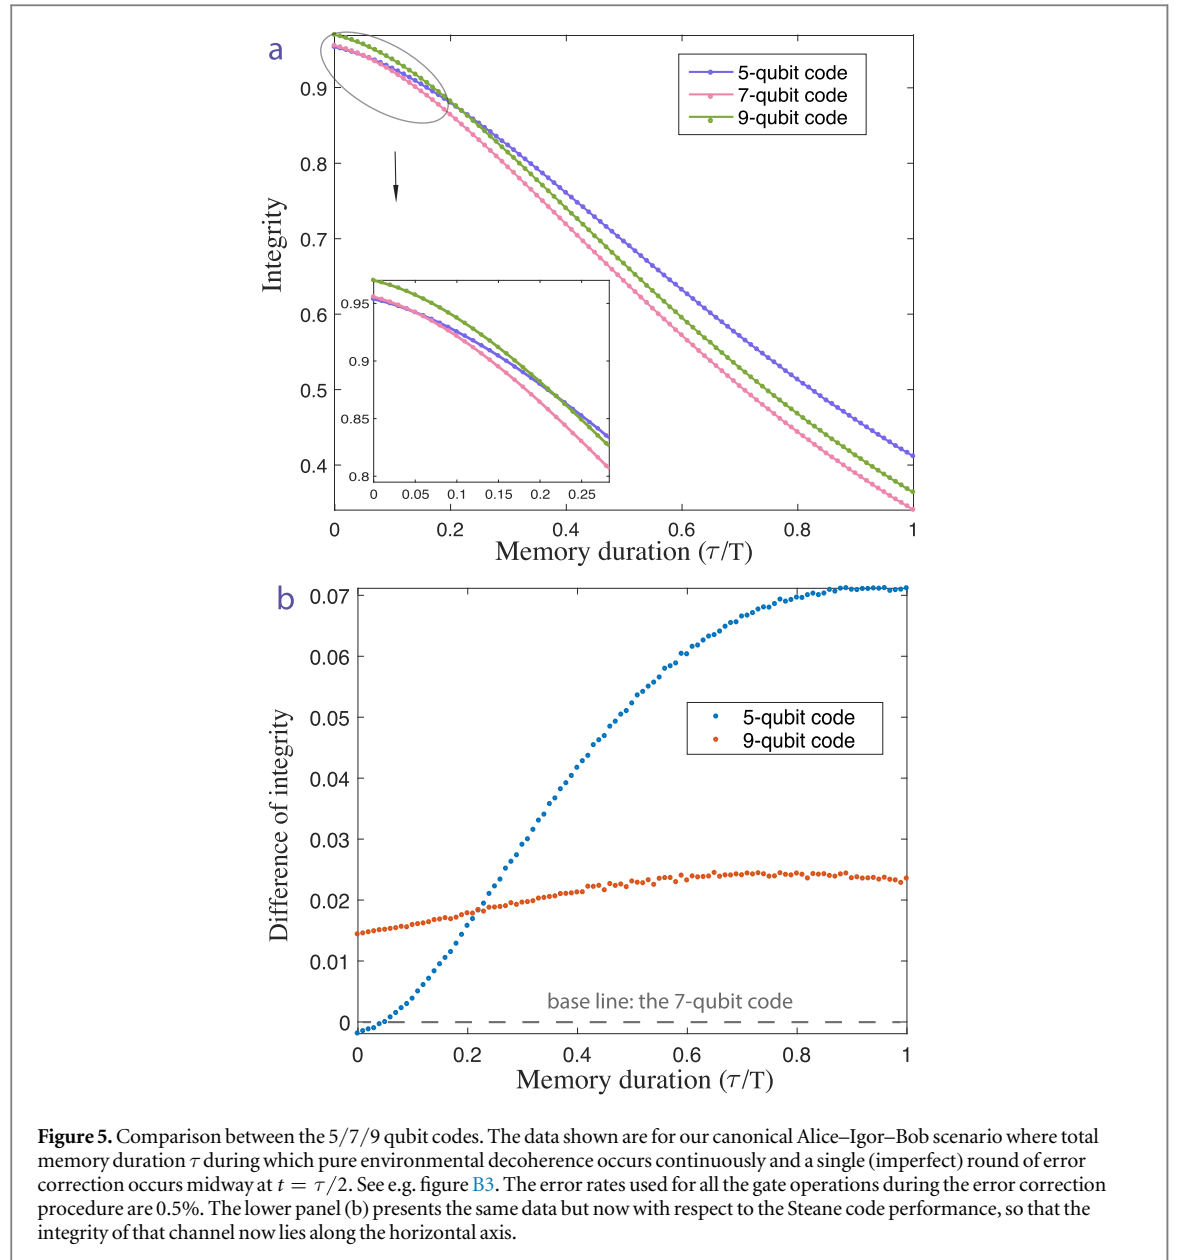 a
5-qubit code
7-qubit code
9-qubit code
0.9
0.8
0.7
0.6
0.5
0.4
Integrity
0.95
0.9
0.85
0.8
0 0.05 0.1 0.15 0.2 0.25
0 0.2 0.4 0.6 0.8 1
Memory duration (τ/T)
b
0.07
0.06
0.05
0.04
0.03
0.02
0.01
0
Difference of integrity
5-qubit code
9-qubit code
base line: the 7-qubit code
0 0.2 0.4 0.6 0.8 1
Memory duration (τ/T)
Figure 5. Comparison between the 5/7/9 qubit codes. The data shown are for our canonical Alice–Igor–Bob scenario where total
memory duration τ during which pure environmental decoherence occurs continuously and a single (imperfect) round of error
correction occurs midway at t = τ/2. See e.g. figure B3. The error rates used for all the gate operations during the error correction
procedure are 0.5%. The lower panel (b) presents the same data but now with respect to the Steane code performance, so that the
integrity of that channel now lies along the horizontal axis.